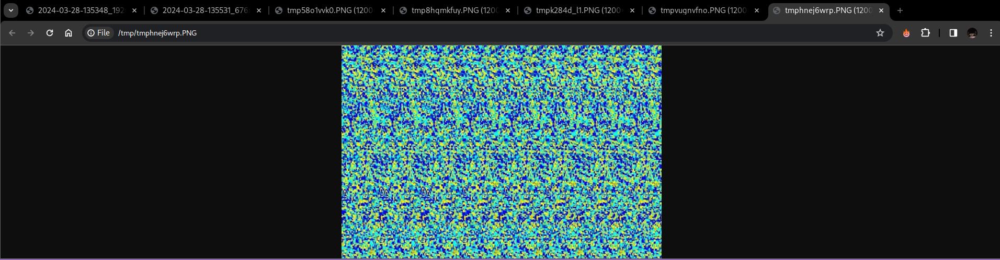 2024-03-28-135348_192
2024-03-28-135531_676
tmp58o1vvk0.PNG (1200
tmp8hqmkfuy.PNG (1200
tmpk284d_l1.PNG (1200
tmpvugnvfno.PNG (1200
tmphnej6wrp.PNG (1200
File
/tmp/tmphnej6wrp.PNG